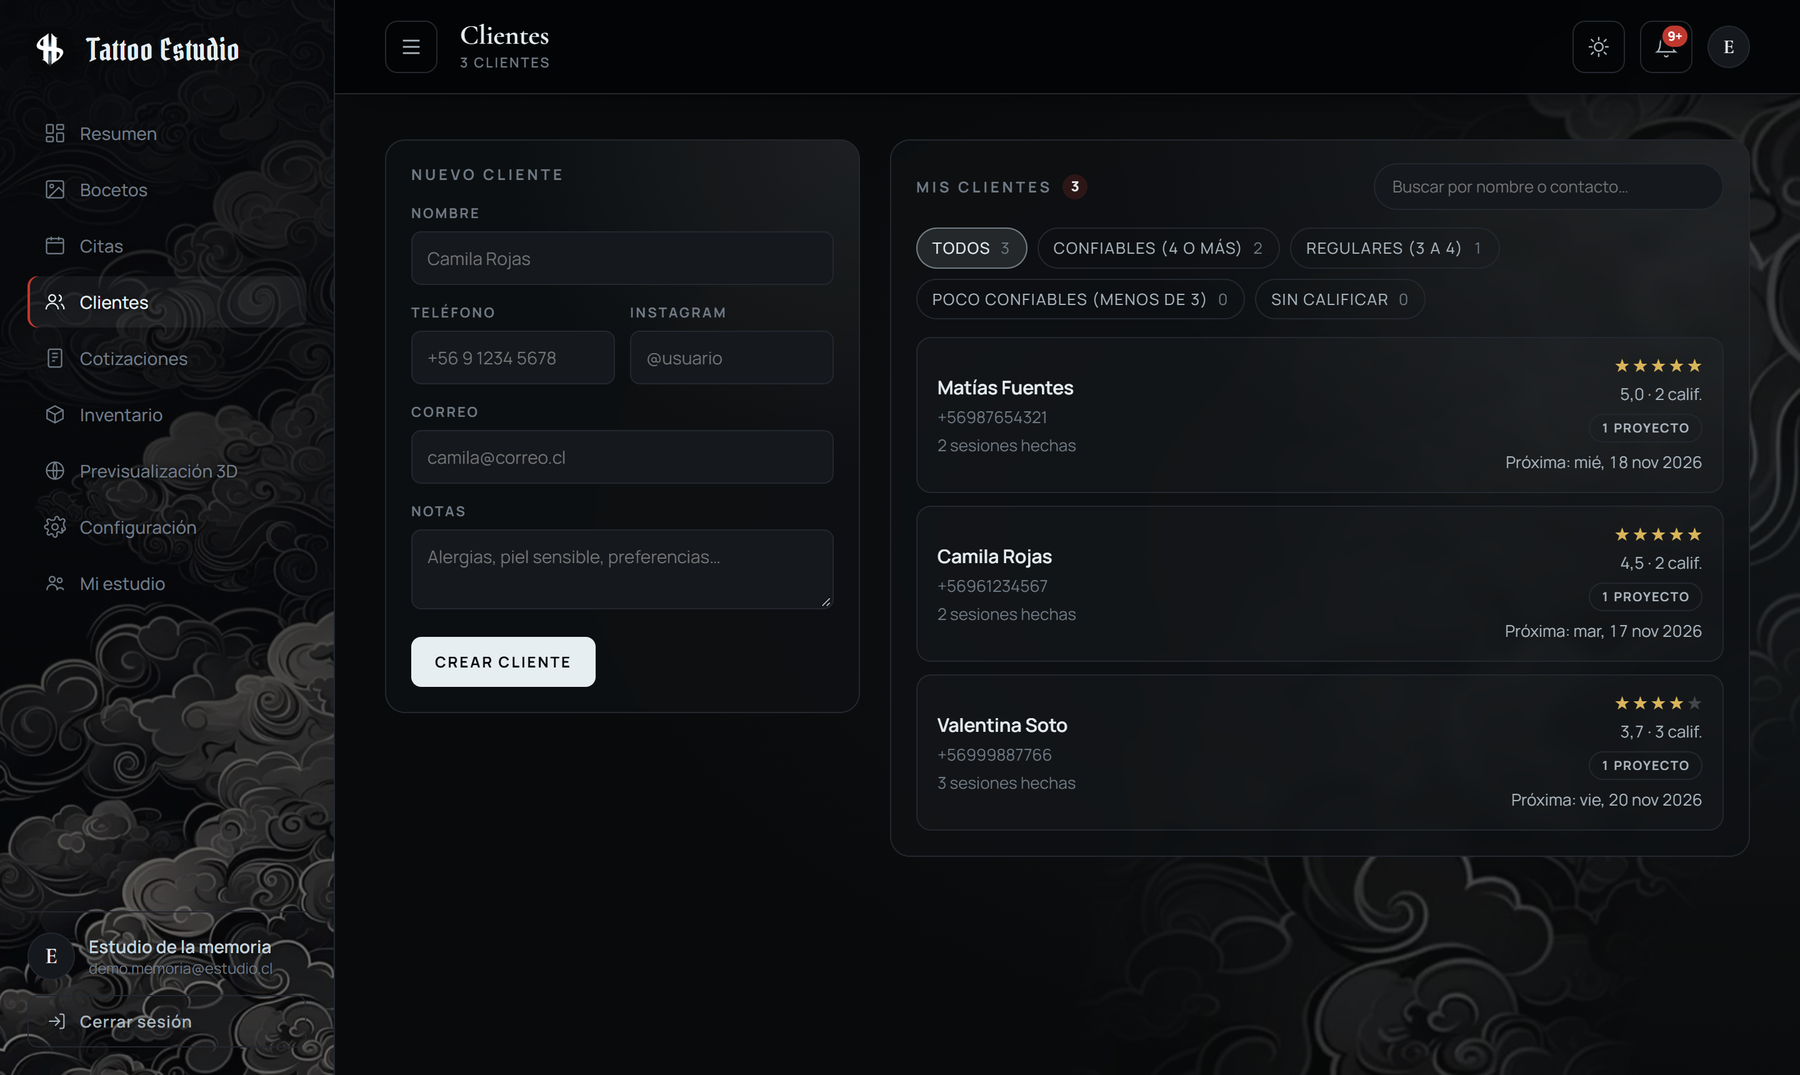 Tattoo Estudio
Resumen
Bocetos
Citas
Clientes
Cotizaciones
Inventario
Previsualización 3D
Configuración
Mi estudio
E
Estudio de la memoria
demo.memoria@estudio.cl
Cerrar sesión
Clientes
3 CLIENTES
9+
E
NUEVO CLIENTE
NOMBRE
Camila Rojas
TELÉFONO INSTAGRAM
+56 9 1234 5678 @usuario
CORREO
camila@correo.cl
NOTAS
Alergias, piel sensible, preferencias...
CREAR CLIENTE
MIS CLIENTES 3
Buscar por nombre o contacto...
TODOS 3 CONFIABLES (4 O MÁS) 2 REGULARES (3 A 4) 1
POCO CONFIABLES (MENOS DE 3) 0 SIN CALIFICAR 0
Matías Fuentes
+56987654321
2 sesiones hechas
★★★★★
5,0 · 2 calif.
1 PROYECTO
Próxima: mié, 18 nov 2026
Camila Rojas
+56961234567
2 sesiones hechas
★★★★★
4,5 · 2 calif.
1 PROYECTO
Próxima: mar, 17 nov 2026
Valentina Soto
+56999887766
3 sesiones hechas
★★★★★
3,7 · 3 calif.
1 PROYECTO
Próxima: vie, 20 nov 2026